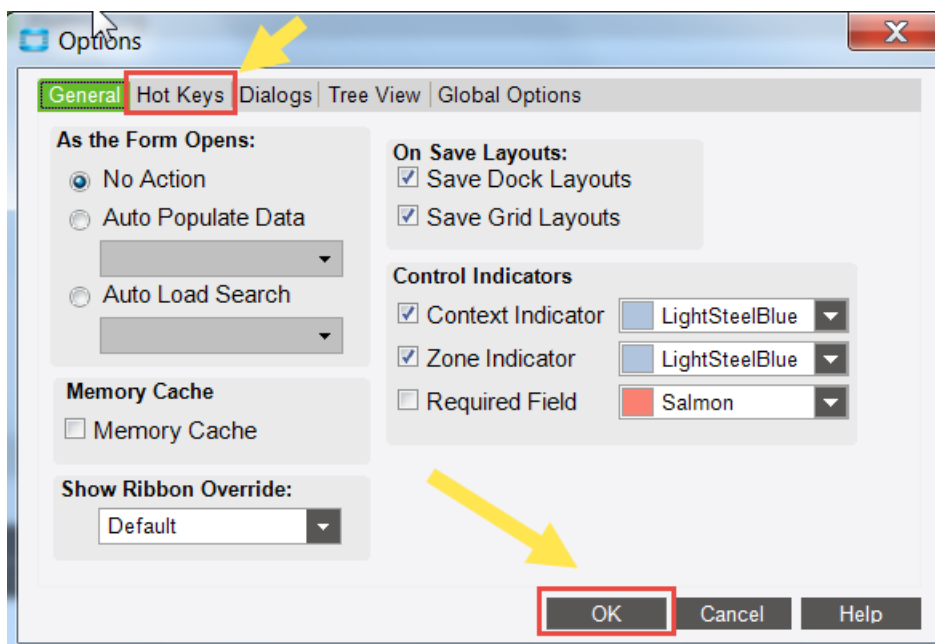 Options
General Hot Keys Dialogs Tree View Global Options
As the Form Opens:
No Action
Auto Populate Data
Auto Load Search
Memory Cache
Memory Cache
Show Ribbon Override:
Default
On Save Layouts:
Save Dock Layouts
Save Grid Layouts
Control Indicators
Context Indicator LightSteelBlue
Zone Indicator LightSteelBlue
Required Field Salmon
OK Cancel Help